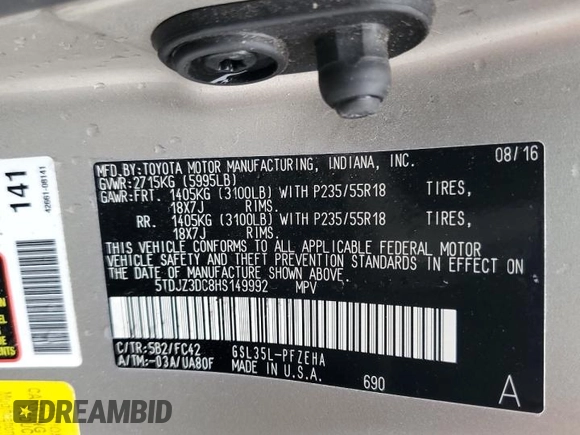 MFD.BY:TOYOTA MOTOR MANUFACTURING, INDIANA, INC. 08/16
GVWR:2715KG (5995LB)
GAWR:FRT. 1405KG (3100LB) WITH P235/55R18 TIRES,
18X7J RIMS.
RR. 1405KG (3100LB) WITH P235/55R18 TIRES,
18X7J RIMS.
THIS VEHICLE CONFORMS TO ALL APPLICABLE FEDERAL MOTOR
VEHICLE SAFETY AND THEFT PREVENTION STANDARDS IN EFFECT
ON THE DATE OF MANUFACTURE SHOWN ABOVE.
5TDJZ3DC8HS149992 MPV
C/TR:5B2/FC42 GSL35L-PFZEHA
A/TM:-03A/UA80F MADE IN U.S.A. 690 A
141
42661-08141
DREAMBID